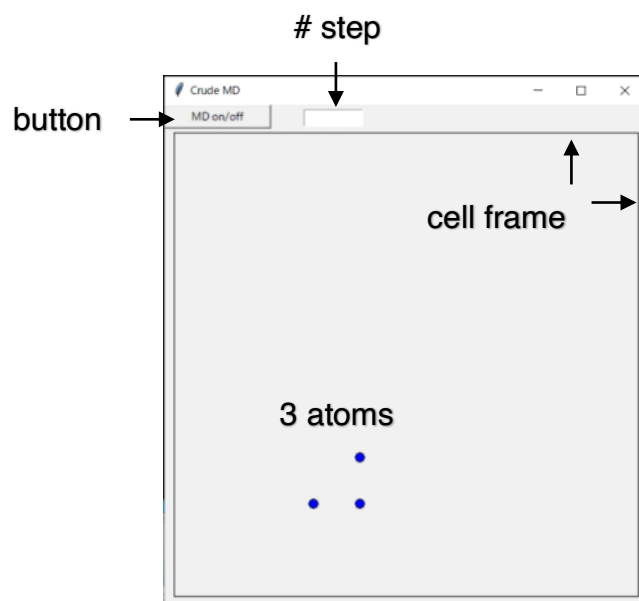 # step
Crude MD
button
MD on/off
cell frame
3 atoms